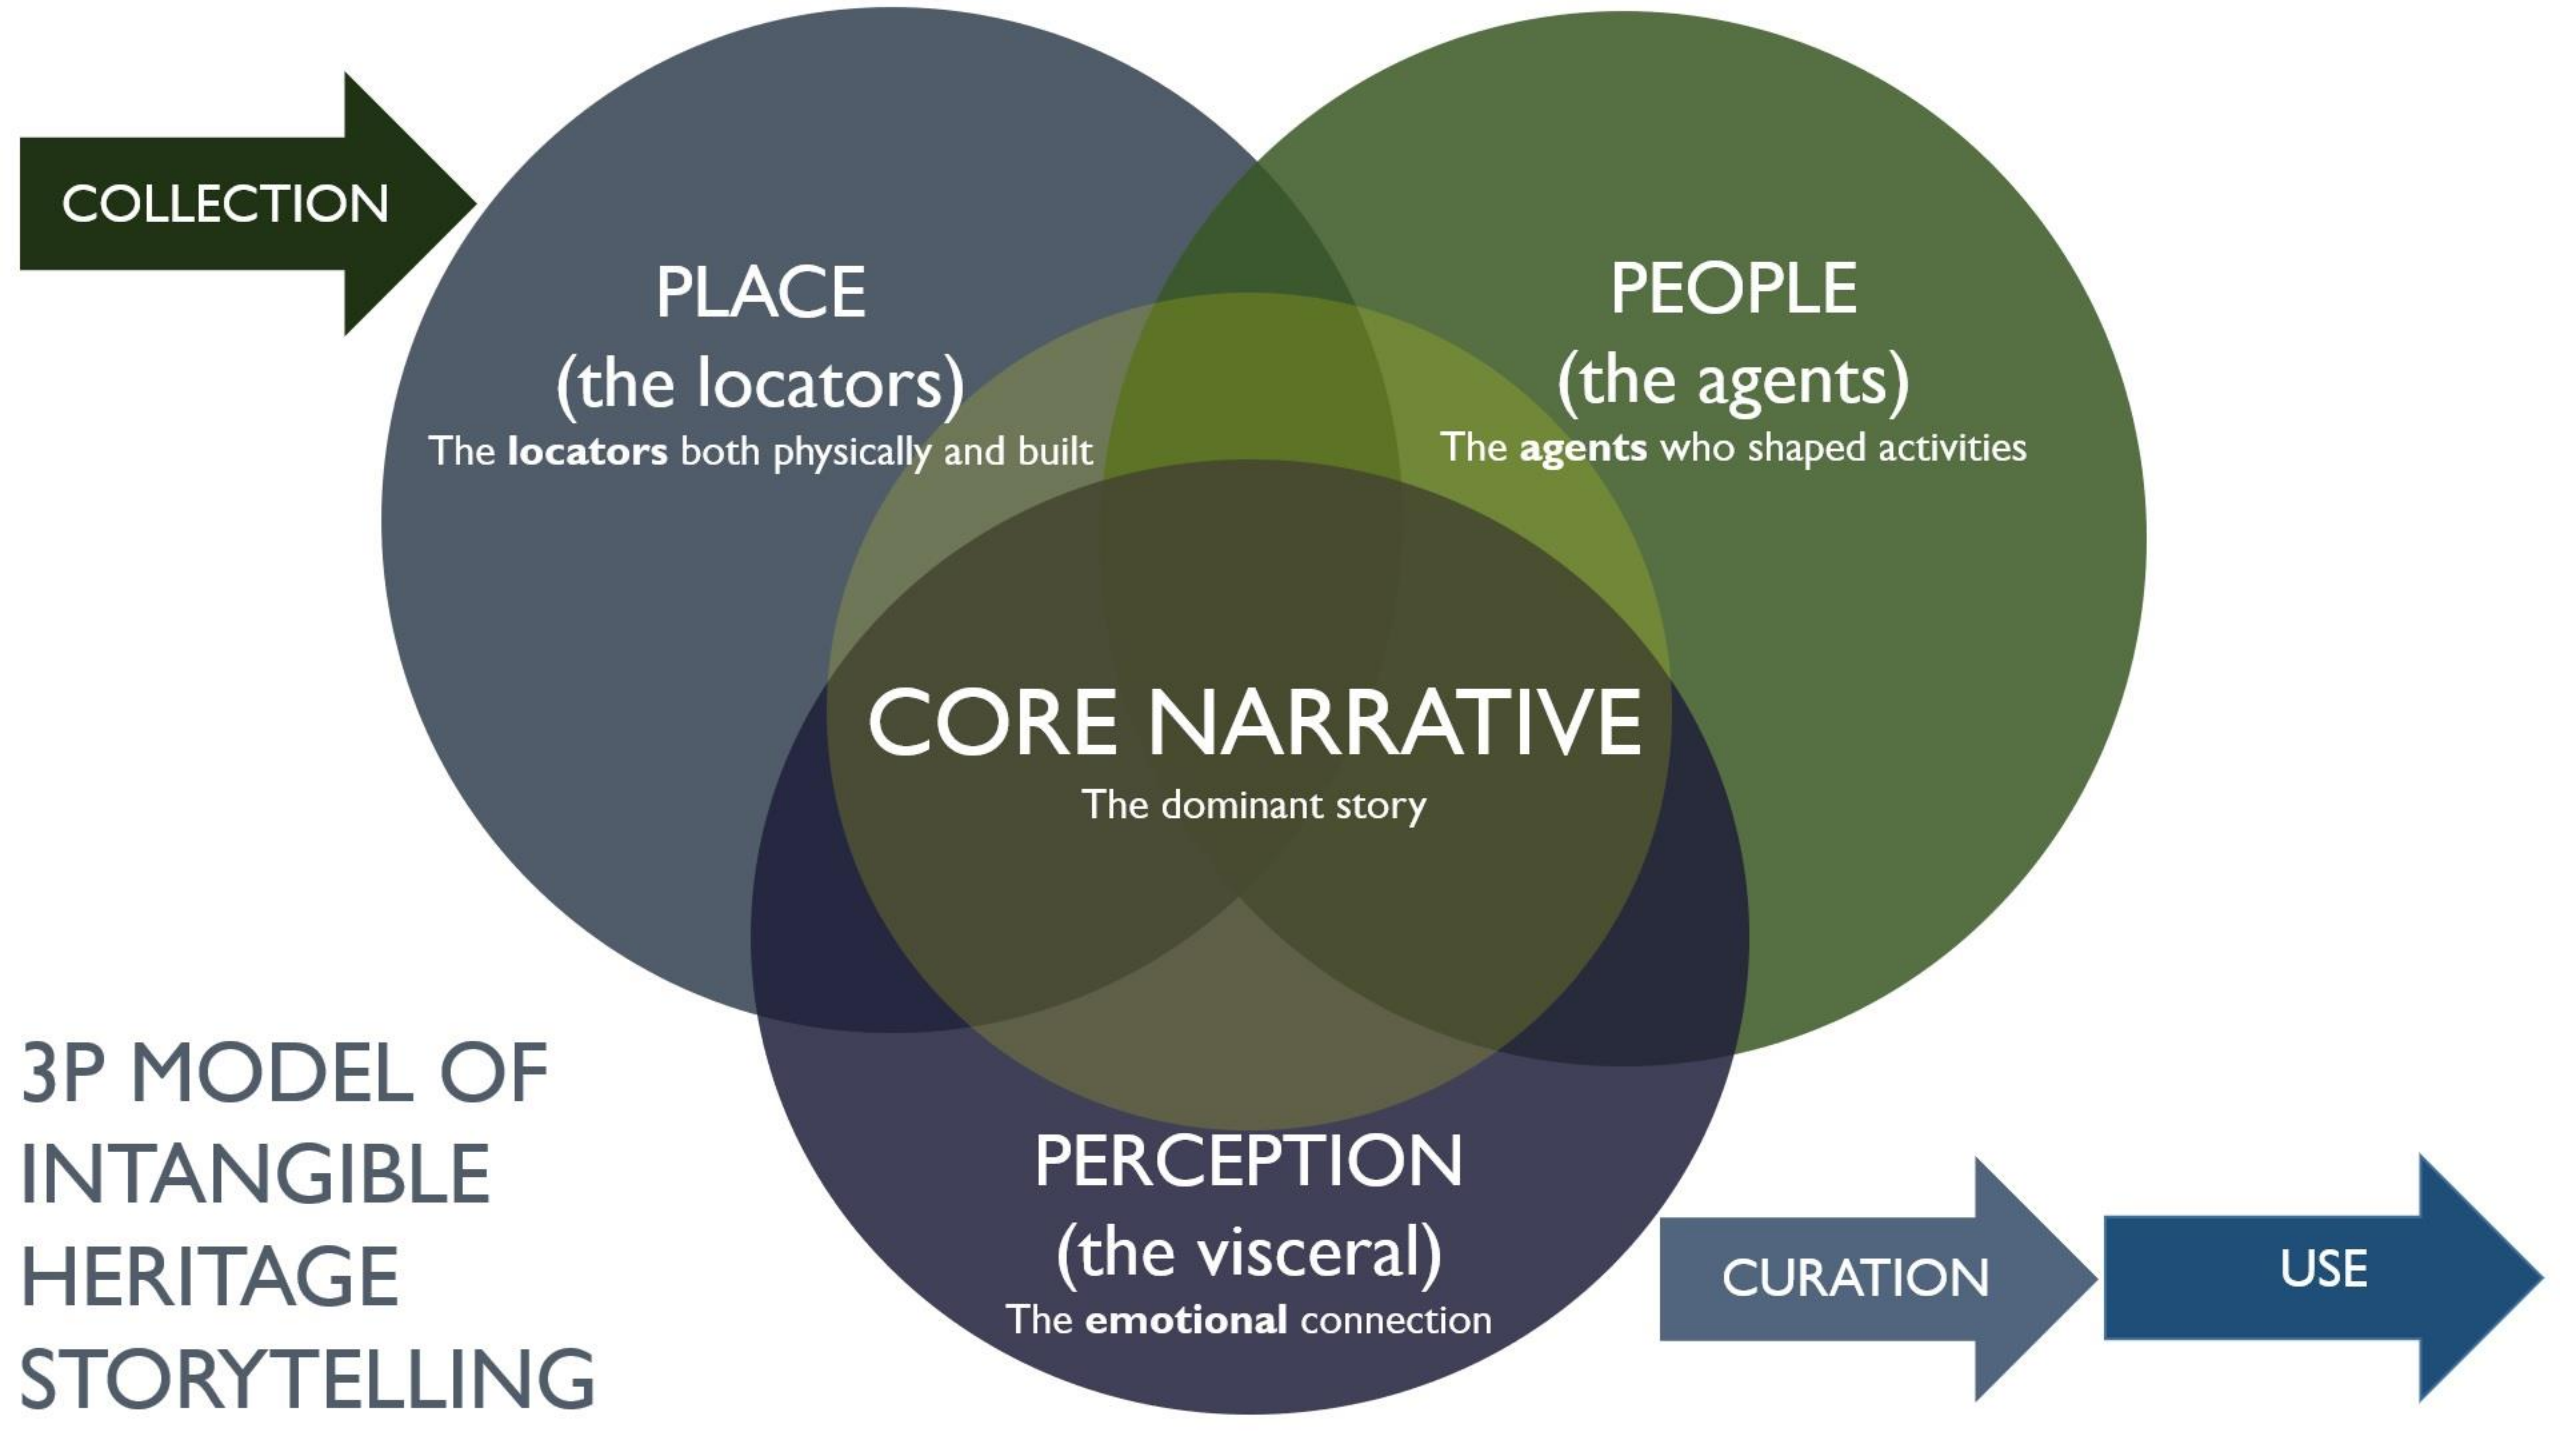 COLLECTION
PLACE
(the locators)
The locators both physically and built
PEOPLE
(the agents)
The agents who shaped activities
CORE NARRATIVE
The dominant story
PERCEPTION
(the visceral)
The emotional connection
3P MODEL OF
INTANGIBLE
HERITAGE
STORYTELLING
CURATION
USE